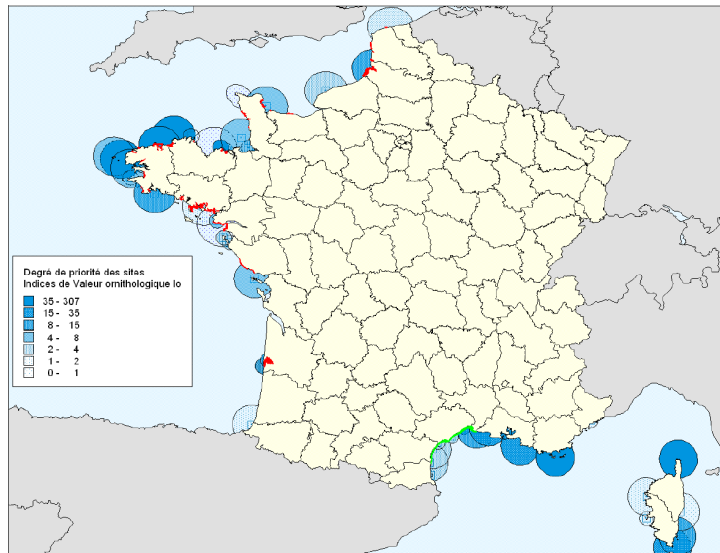 Degré de priorité des sites
Indices de Valeur ornithologique lo
35 - 307
15 - 35
8 - 15
4 - 8
2 - 4
1 - 2
0 - 1